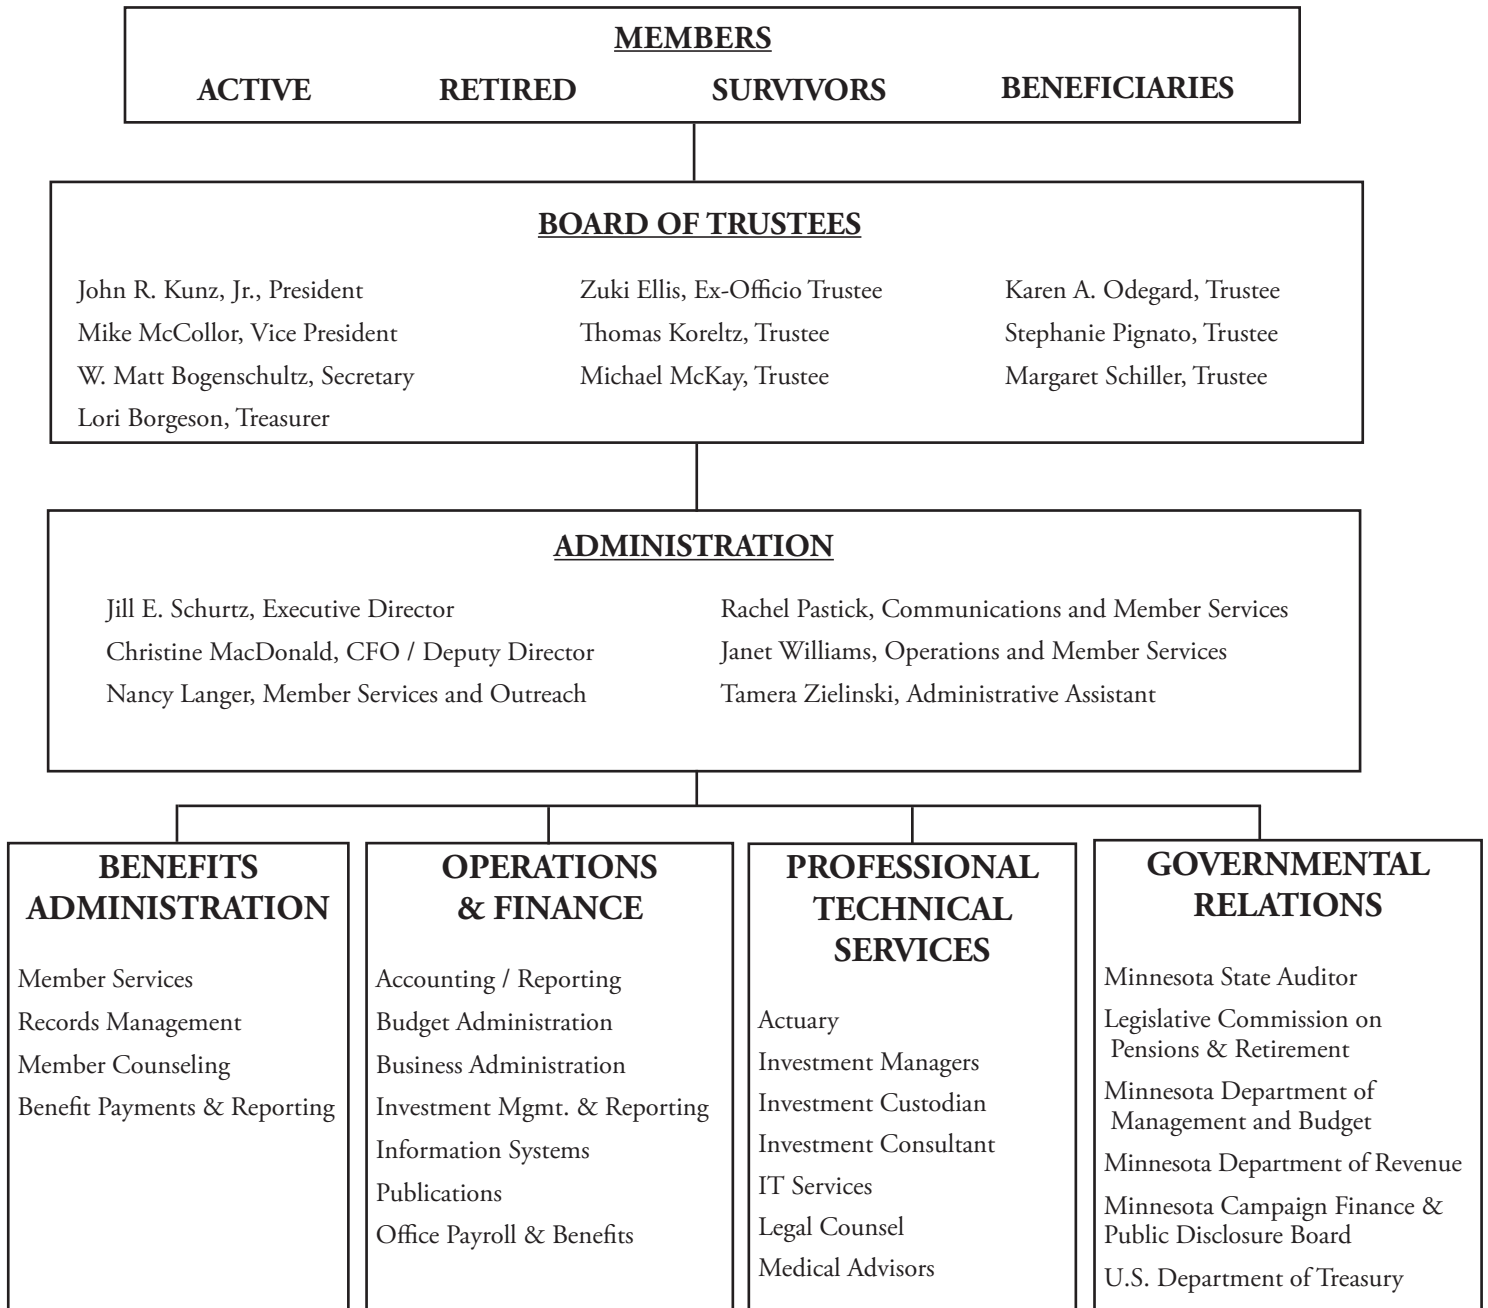 MEMBERS
ACTIVE RETIRED SURVIVORS BENEFICIARIES
BOARD OF TRUSTEES
John R. Kunz, Jr., President
Mike McCollor, Vice President
W. Matt Bogenschultz, Secretary
Lori Borgeson, Treasurer
Zuki Ellis, Ex-Officio Trustee
Thomas Koreltz, Trustee
Michael McKay, Trustee
Karen A. Odegard, Trustee
Stephanie Pignato, Trustee
Margaret Schiller, Trustee
ADMINISTRATION
Jill E. Schurtz, Executive Director
Christine MacDonald, CFO / Deputy Director
Nancy Langer, Member Services and Outreach
Rachel Pastick, Communications and Member Services
Janet Williams, Operations and Member Services
Tamera Zielinski, Administrative Assistant
BENEFITS
ADMINISTRATION
Member Services
Records Management
Member Counseling
Benefit Payments & Reporting
OPERATIONS
& FINANCE
Accounting / Reporting
Budget Administration
Business Administration
Investment Mgmt. & Reporting
Information Systems
Publications
Office Payroll & Benefits
PROFESSIONAL
TECHNICAL
SERVICES
Actuary
Investment Managers
Investment Custodian
Investment Consultant
IT Services
Legal Counsel
Medical Advisors
GOVERNMENTAL
RELATIONS
Minnesota State Auditor
Legislative Commission on
Pensions & Retirement
Minnesota Department of
Management and Budget
Minnesota Department of Revenue
Minnesota Campaign Finance &
Public Disclosure Board
U.S. Department of Treasury